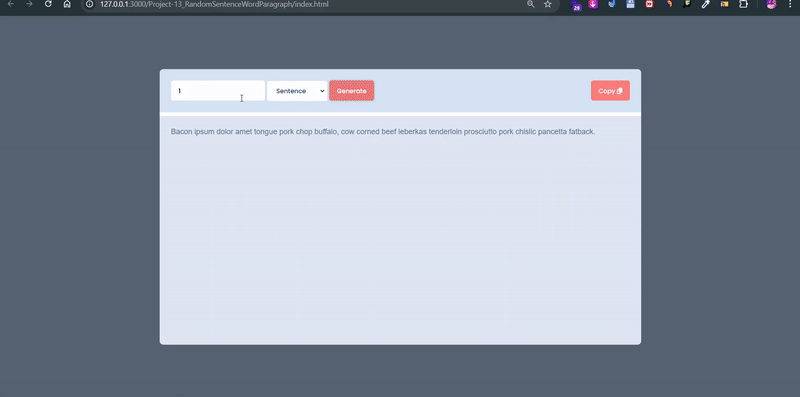 127.0.0.1:3000/Project-13_RandomSentenceWordParagraph/index.html
29
1
Sentence
Generate
Copy
Bacon ipsum dolor amet tongue pork chop buffalo, cow corned beef leberkas tenderloin prosciutto pork chislic pancetta fatback.